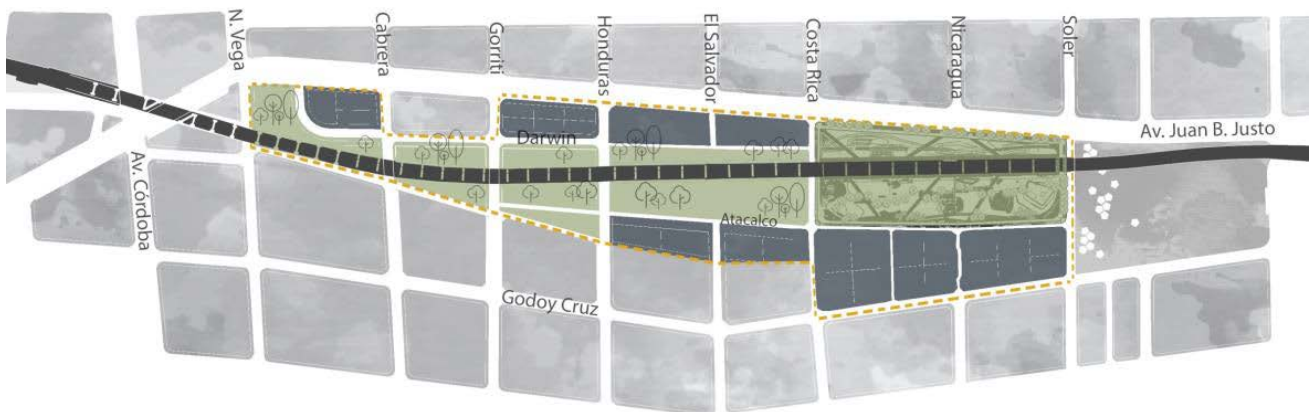 N. Vega
Cabrera
Gorriti
Honduras
El Salvador
Costa Rica
Nicaragua
Soler
Av. Juan B. Justo
Darwin
Av. Córdoba
Atacalco
Godoy Cruz